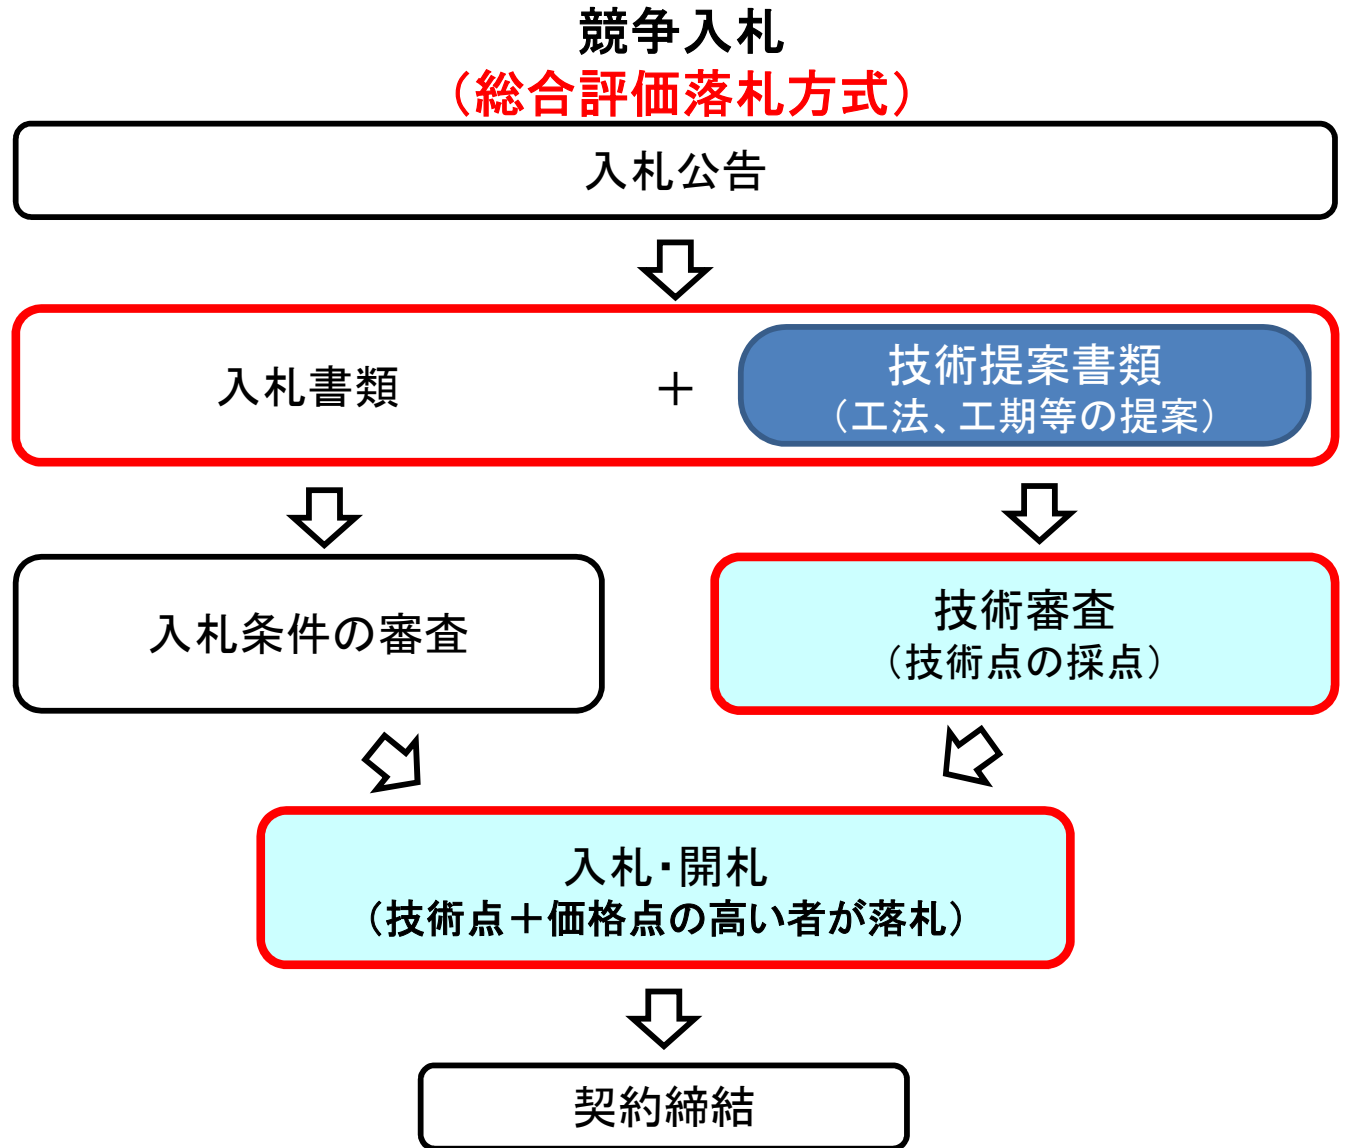 競争入札
（総合評価落札方式）
入札公告
入札書類
＋
技術提案書類
（工法、工期等の提案）
入札条件の審査
技術審査
（技術点の採点）
入札・開札
（技術点＋価格点の高い者が落札）
契約締結